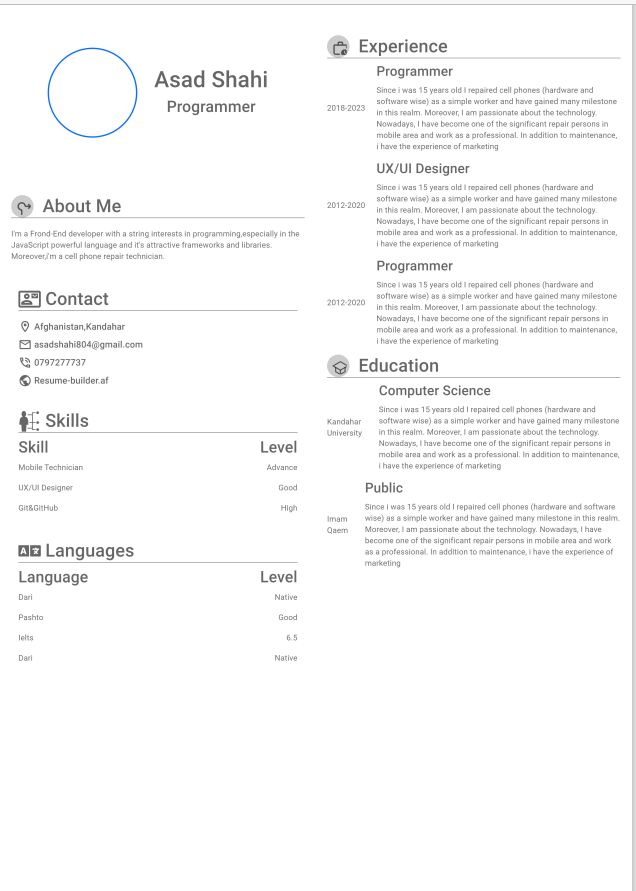 Asad Shahi
Programmer
About Me
I'm a Frond-End developer with a string interests in programming,especially in the
JavaScript powerful language and it's attractive frameworks and libraries.
Moreover,i'm a cell phone repair technician.
Contact
Afghanistan,Kandahar
asadshahi804@gmail.com
0797277737
Resume-builder.af
Skills
Skill Level
Mobile Technician Advance
UX/UI Designer Good
Git&GitHub High
Languages
Language Level
Dari Native
Pashto Good
Ielts 6.5
Dari Native
Experience
Programmer
2018-2023
Since i was 15 years old I repaired cell phones (hardware and
software wise) as a simple worker and have gained many milestone
in this realm. Moreover, I am passionate about the technology.
Nowadays, I have become one of the significant repair persons in
mobile area and work as a professional. In addition to maintenance,
i have the experience of marketing
UX/UI Designer
2012-2020
Since i was 15 years old I repaired cell phones (hardware and
software wise) as a simple worker and have gained many milestone
in this realm. Moreover, I am passionate about the technology.
Nowadays, I have become one of the significant repair persons in
mobile area and work as a professional. In addition to maintenance,
i have the experience of marketing
Programmer
2012-2020
Since i was 15 years old I repaired cell phones (hardware and
software wise) as a simple worker and have gained many milestone
in this realm. Moreover, I am passionate about the technology.
Nowadays, I have become one of the significant repair persons in
mobile area and work as a professional. In addition to maintenance,
i have the experience of marketing
Education
Computer Science
Kandahar
University
Since i was 15 years old I repaired cell phones (hardware and
software wise) as a simple worker and have gained many milestone
in this realm. Moreover, I am passionate about the technology.
Nowadays, I have become one of the significant repair persons in
mobile area and work as a professional. In addition to maintenance,
i have the experience of marketing
Public
Imam
Qaem
Since i was 15 years old I repaired cell phones (hardware and software
wise) as a simple worker and have gained many milestone in this realm.
Moreover, I am passionate about the technology. Nowadays, I have
become one of the significant repair persons in mobile area and work
as a professional. In addition to maintenance, i have the experience of
marketing